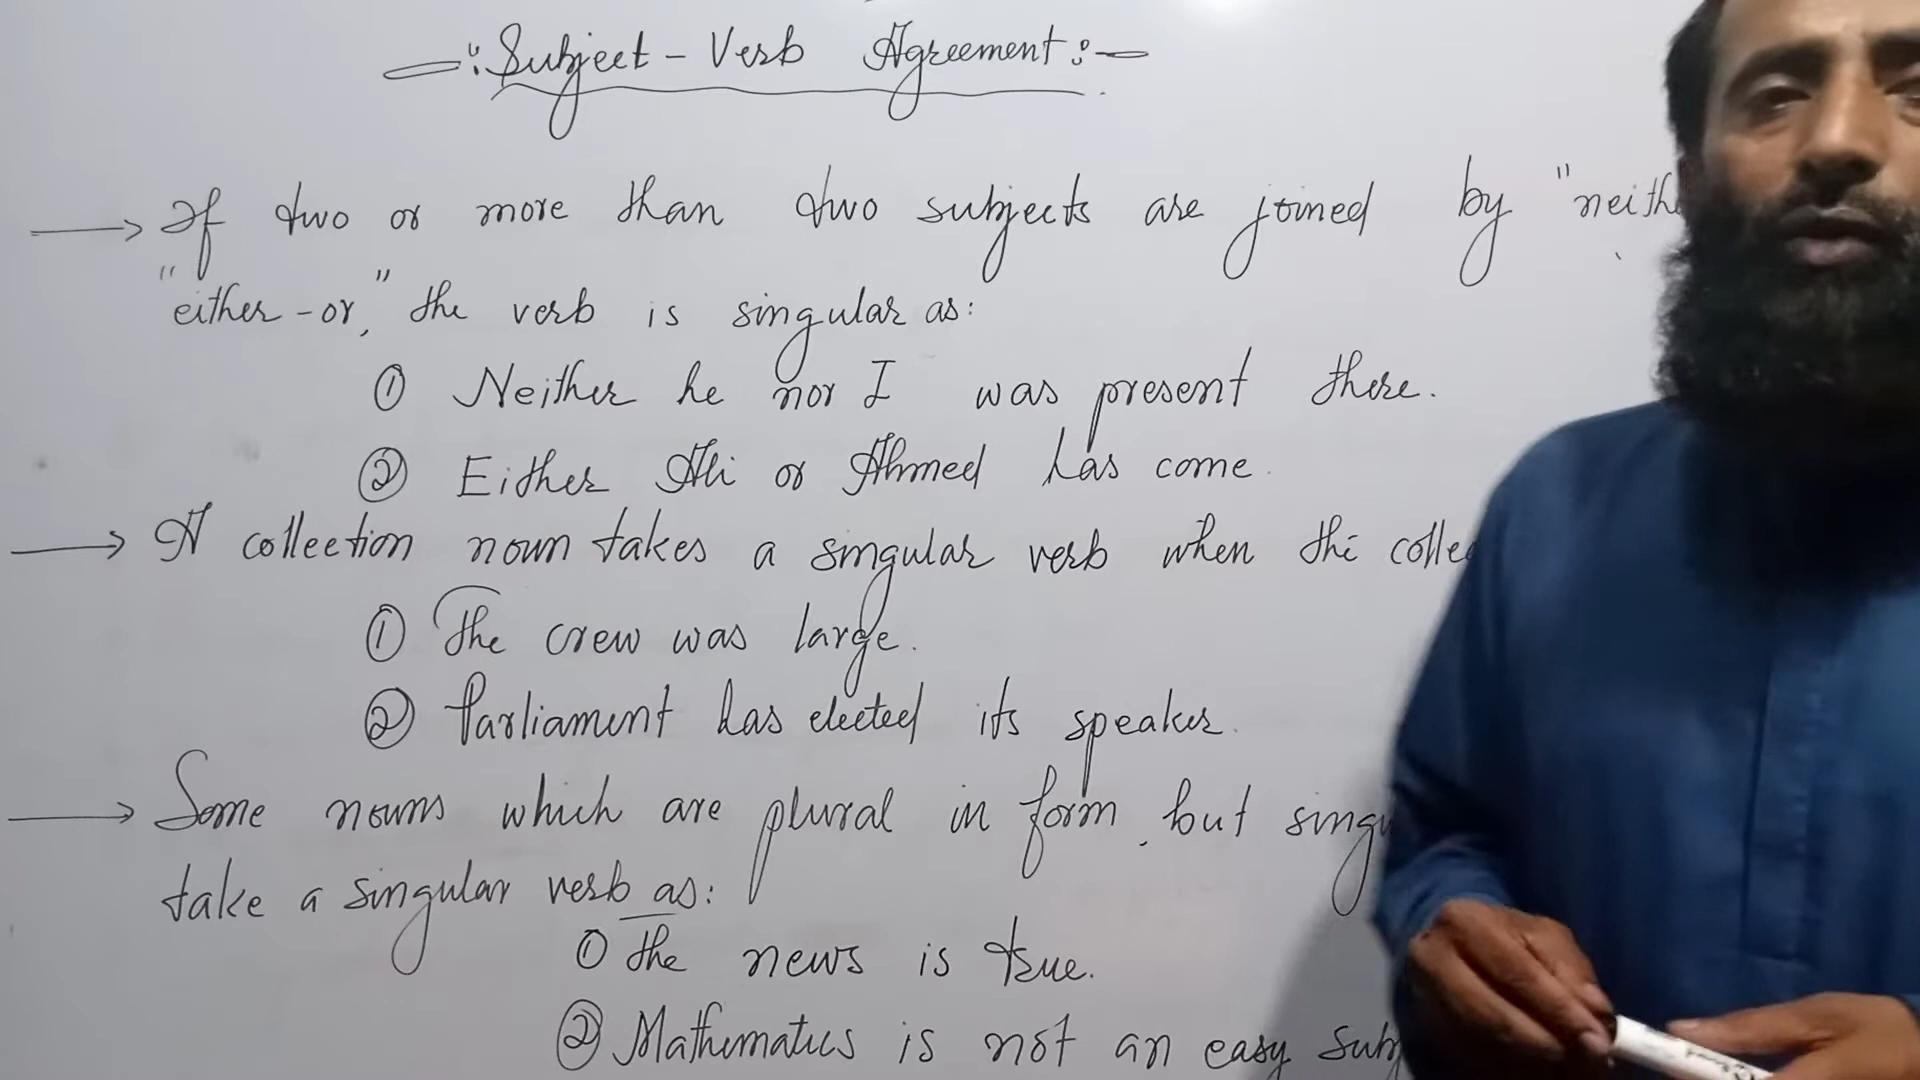 Subject - Verb Agreement :-
If two or more than two subjects are joined by "neith
"either - or," the verb is singular as:
① Neither he nor I was present there.
② Either Ali or Ahmed has come.
A collection noun takes a singular verb when the colle
① The crew was large.
② Parliament has elected its speaker.
Some nouns which are plural in form, but singu
take a singular verb as:
① The news is true.
② Mathematics is not an easy subj